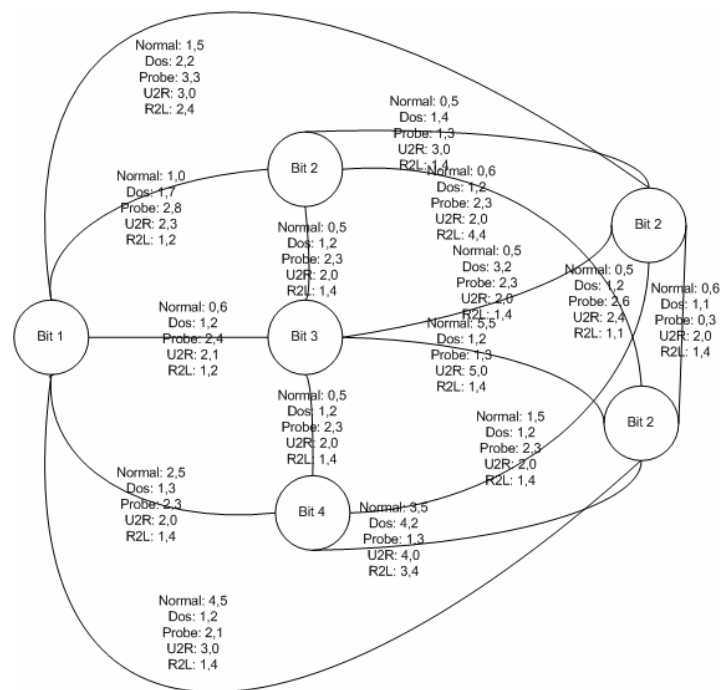 Normal: 1,5
Dos: 2,2
Probe: 3,3
U2R: 3,0
R2L: 2,4
Normal: 0,5
Dos: 1,4
Probe: 1,3
U2R: 3,0
R2L: 1,4
Bit 2
Normal: 1,0
Dos: 1,7
Probe: 2,8
U2R: 2,3
R2L: 1,2
Normal: 0,6
Dos: 1,2
Probe: 2,3
U2R: 2,0
R2L: 4,4
Bit 2
Normal: 0,5
Dos: 1,2
Probe: 2,3
U2R: 2,0
R2L: 1,4
Normal: 0,5
Dos: 3,2
Probe: 2,3
U2R: 2,0
R2L: 1,4
Normal: 0,5
Dos: 1,2
Probe: 2,6
U2R: 2,4
R2L: 1,1
Normal: 0,6
Dos: 1,1
Probe: 0,3
U2R: 2,0
R2L: 1,4
Bit 1
Normal: 0,6
Dos: 1,2
Probe: 2,4
U2R: 2,1
R2L: 1,2
Bit 3
Normal: 5,5
Dos: 1,2
Probe: 1,3
U2R: 5,0
R2L: 1,4
Normal: 0,5
Dos: 1,2
Probe: 2,3
U2R: 2,0
R2L: 1,4
Bit 2
Normal: 1,5
Dos: 1,2
Probe: 2,3
U2R: 2,0
R2L: 1,4
Normal: 2,5
Dos: 1,3
Probe: 2,3
U2R: 2,0
R2L: 1,4
Bit 4
Normal: 3,5
Dos: 4,2
Probe: 1,3
U2R: 4,0
R2L: 3,4
Normal: 4,5
Dos: 1,2
Probe: 2,1
U2R: 3,0
R2L: 1,4